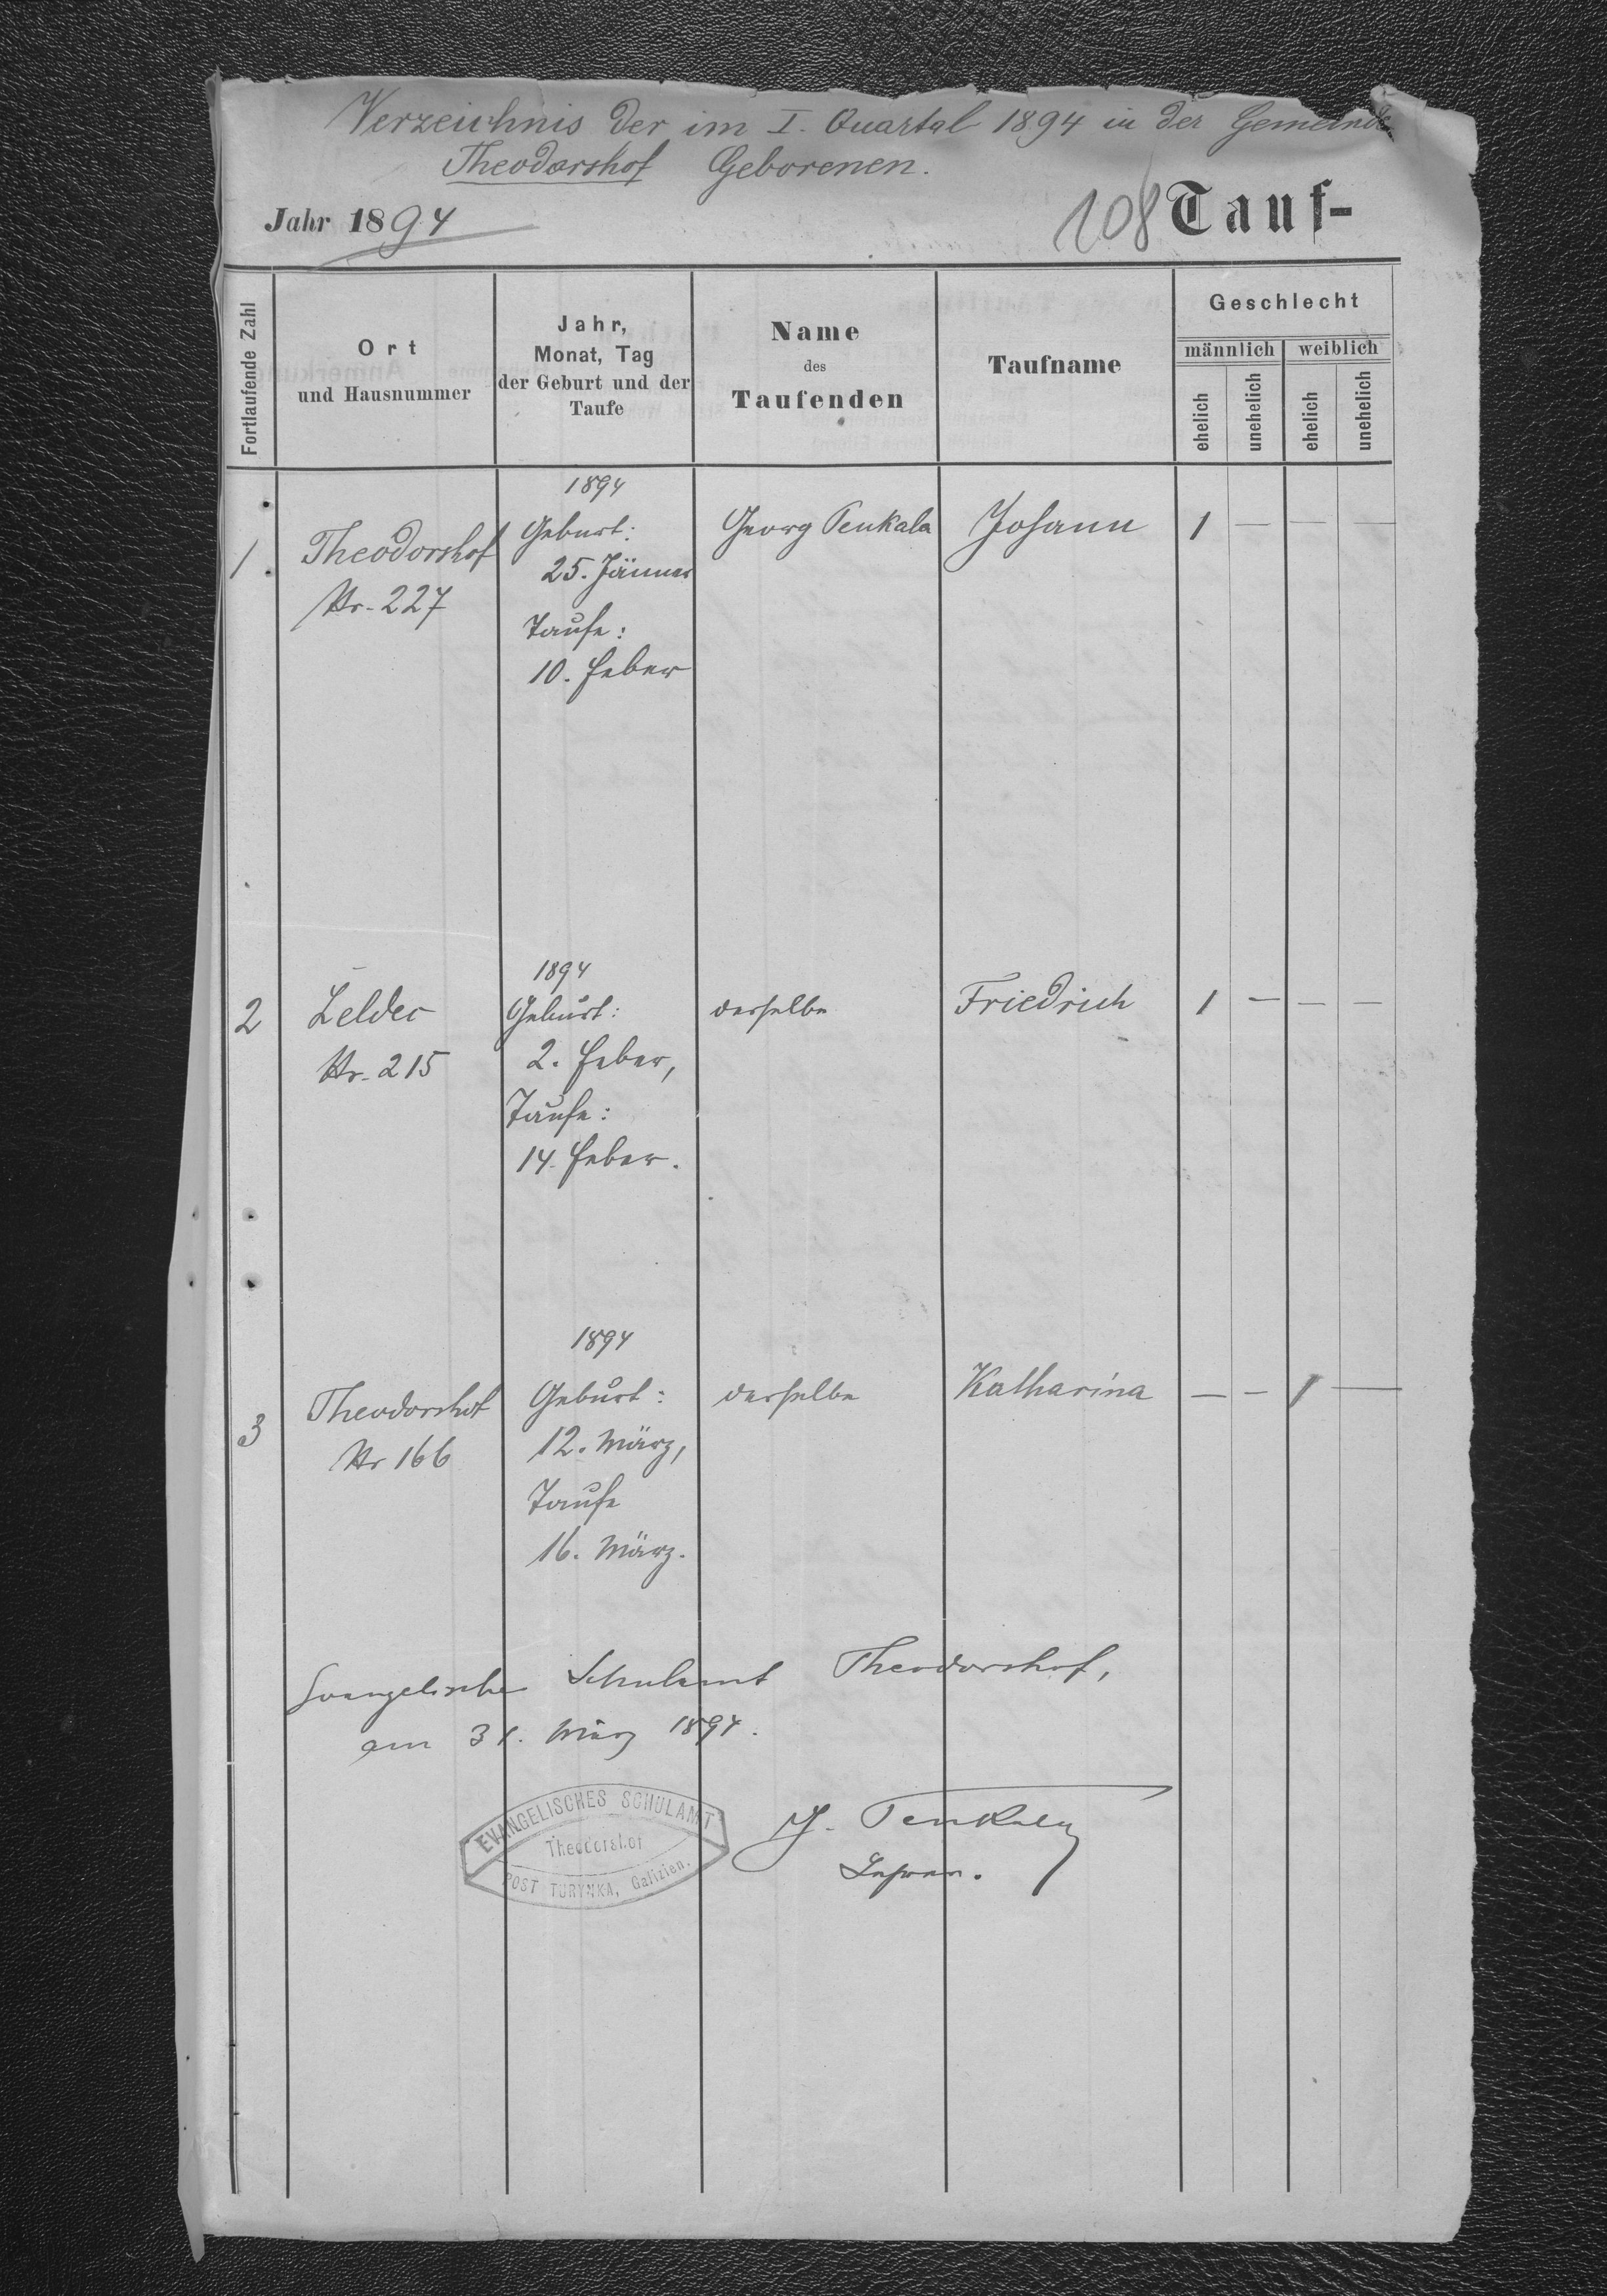 Verzeichnis der im I. Quartal 1894 in der Gemeinde
Theodorshof Geborenen.
Jahr 1894
108 Tauf-
Fortlaufende Zahl
Ort
und Hausnummer
Jahr,
Monat, Tag
der Geburt und der
Taufe
Name
des
Taufenden
Taufname
Geschlecht
männlich weiblich
ehelich unehelich ehelich unehelich
1
Theodorshof
Nr. 227
1894
Geburt:
25. Jänner
Taufe:
10. Feber
Georg Penkala
Johann
1 — — —
2
Zeldec
Nr. 215
1894
Geburt:
2. Feber,
Taufe:
14. Feber.
derselbe
Friedrich
1 — — —
3
Theodorshof
Nr 166
1894
Geburt:
12. März,
Taufe
16. März.
derselbe
Katharina
— — 1 —
Evangelisches Schulamt Theodorshof,
am 31. März 1894.
EVANGELISCHES SCHULAMT
Theodorshof
POST TURYNKA, Galizien.
G. Penkala
Lehrer.